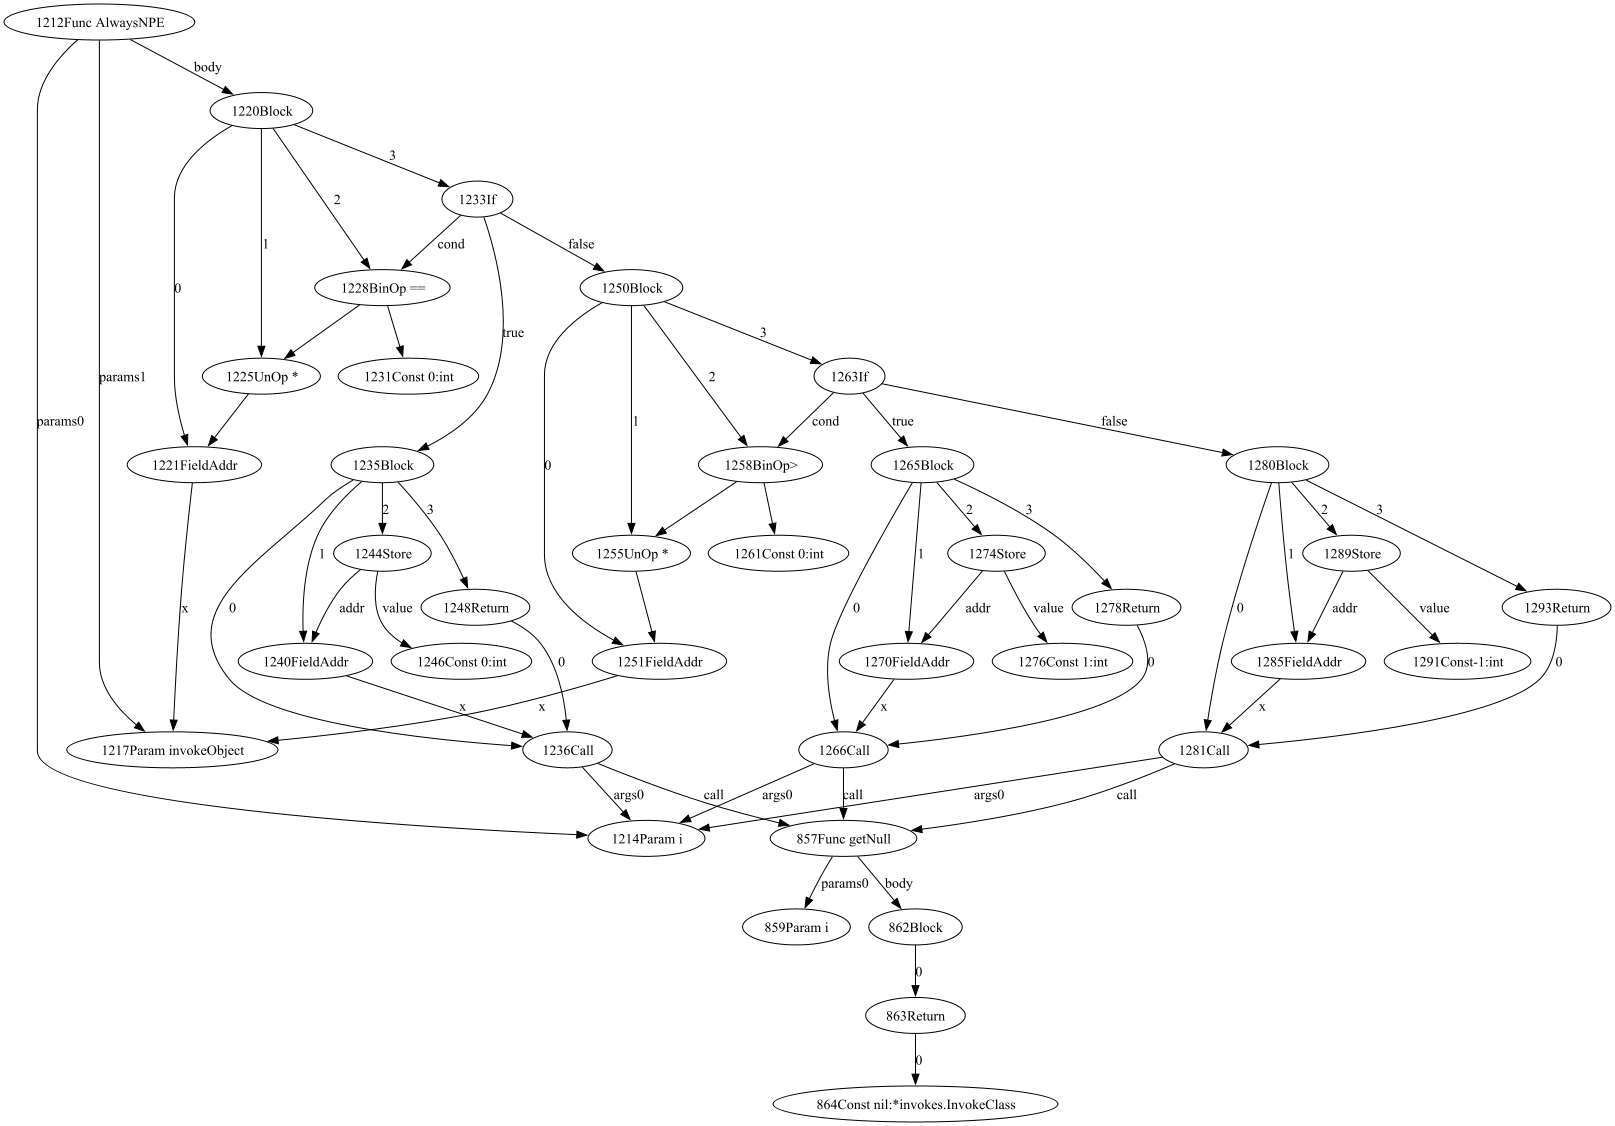 1212Func AlwaysNPE
body
1220Block
3
1233If
2
1
cond
false
0
1228BinOp ==
1250Block
true
3
1225UnOp *
1231Const 0:int
params1
2
1263If
params0
1
cond
true
false
0
1221FieldAddr
1235Block
1258BinOp>
1265Block
1280Block
2
3
2
3
2
3
1
1244Store
1255UnOp *
1261Const 0:int
1
1274Store
1
1289Store
x
0
addr
value
1248Return
0
addr
value
1278Return
0
addr
value
1293Return
1240FieldAddr
1246Const 0:int
0
1251FieldAddr
1270FieldAddr
1276Const 1:int
0
1285FieldAddr
1291Const-1:int
0
x
x
x
x
1217Param invokeObject
1236Call
1266Call
1281Call
args0
call
args0
call
args0
call
1214Param i
857Func getNull
params0
body
859Param i
862Block
0
863Return
0
864Const nil:*invokes.InvokeClass